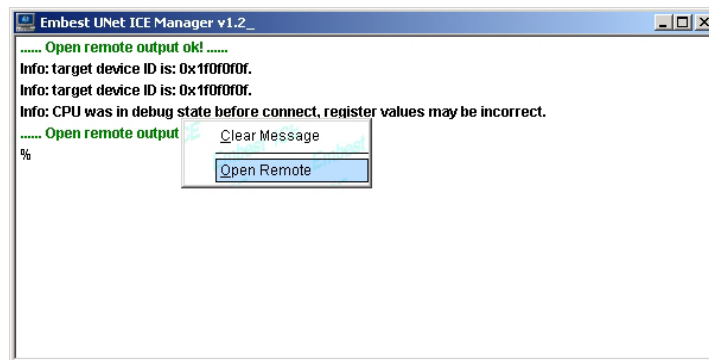 Embest UNet ICE Manager v1.2_
...... Open remote output ok! ......
Info: target device ID is: 0x1f0f0f0f.
Info: target device ID is: 0x1f0f0f0f.
Info: CPU was in debug state before connect, register values may be incorrect.
...... Open remote output
Clear Message
%
Open Remote